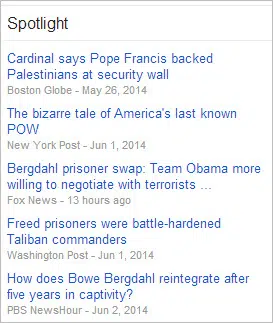 Spotlight
Cardinal says Pope Francis backed
Palestinians at security wall
Boston Globe - May 26, 2014
The bizarre tale of America's last known
POW
New York Post - Jun 1, 2014
Bergdahl prisoner swap: Team Obama more
willing to negotiate with terrorists ...
Fox News - 13 hours ago
Freed prisoners were battle-hardened
Taliban commanders
Washington Post - Jun 1, 2014
How does Bowe Bergdahl reintegrate after
five years in captivity?
PBS NewsHour - Jun 2, 2014